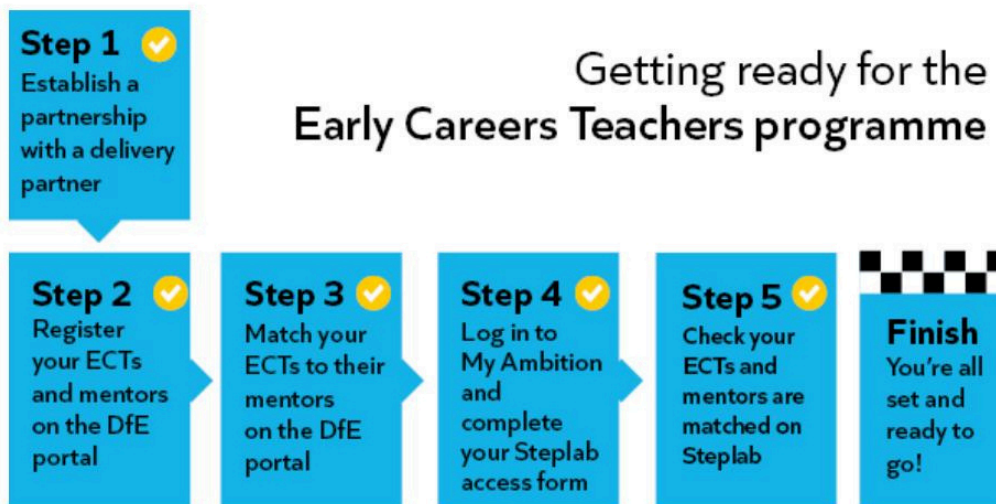 Step 1
Establish a
partnership
with a delivery
partner
Getting ready for the
Early Careers Teachers programme
Step 2
Register
your ECTs
and mentors
on the DfE
portal
Step 3
Match your
ECTs to their
mentors
on the DfE
portal
Step 4
Log in to
My Ambition
and
complete
your Steplab
access form
Step 5
Check your
ECTs and
mentors are
matched on
Steplab
Finish
You're all
set and
ready to
go!